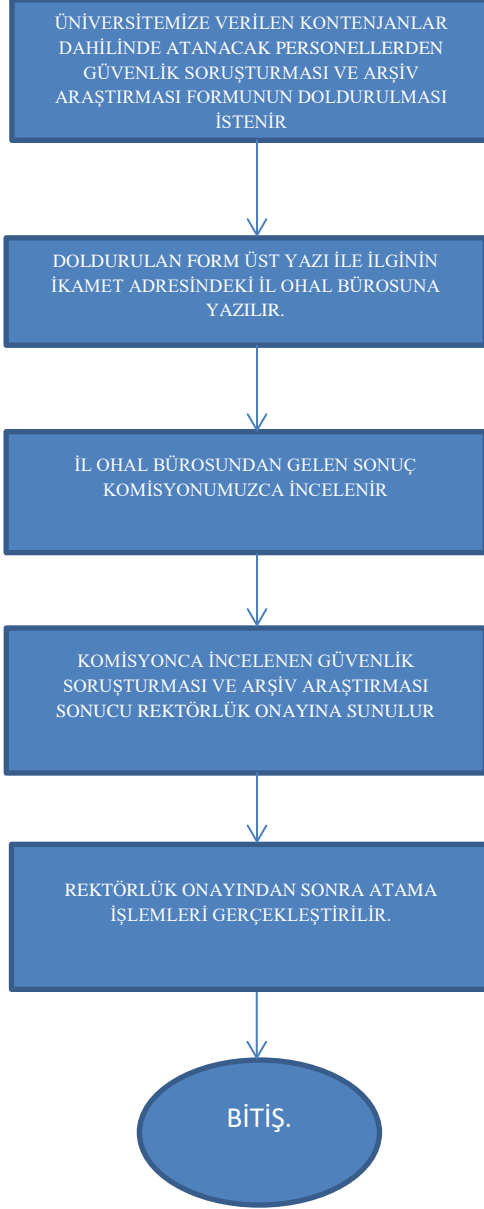 ÜNİVERSİTEMİZE VERİLEN KONTENJANLAR
DAHİLİNDE ATANACAK PERSONELLERDEN
GÜVENLİK SORUŞTURMASI VE ARŞİV
ARAŞTIRMASI FORMUNUN DOLDURULMASI
İSTENİR
DOLDURULAN FORM ÜST YAZI İLE İLGİNİN
İKAMET ADRESİNDEKİ İL OHAL BÜROSUNA
YAZILIR.
İL OHAL BÜROSUNDAN GELEN SONUÇ
KOMİSYONUMUZCA İNCELENİR
KOMİSYONCA İNCELENEN GÜVENLİK
SORUŞTURMASI VE ARŞİV ARAŞTIRMASI
SONUCU REKTÖRLÜK ONAYINA SUNULUR
REKTÖRLÜK ONAYINDAN SONRA ATAMA
İŞLEMLERİ GERÇEKLEŞTİRİLİR.
BİTİŞ.